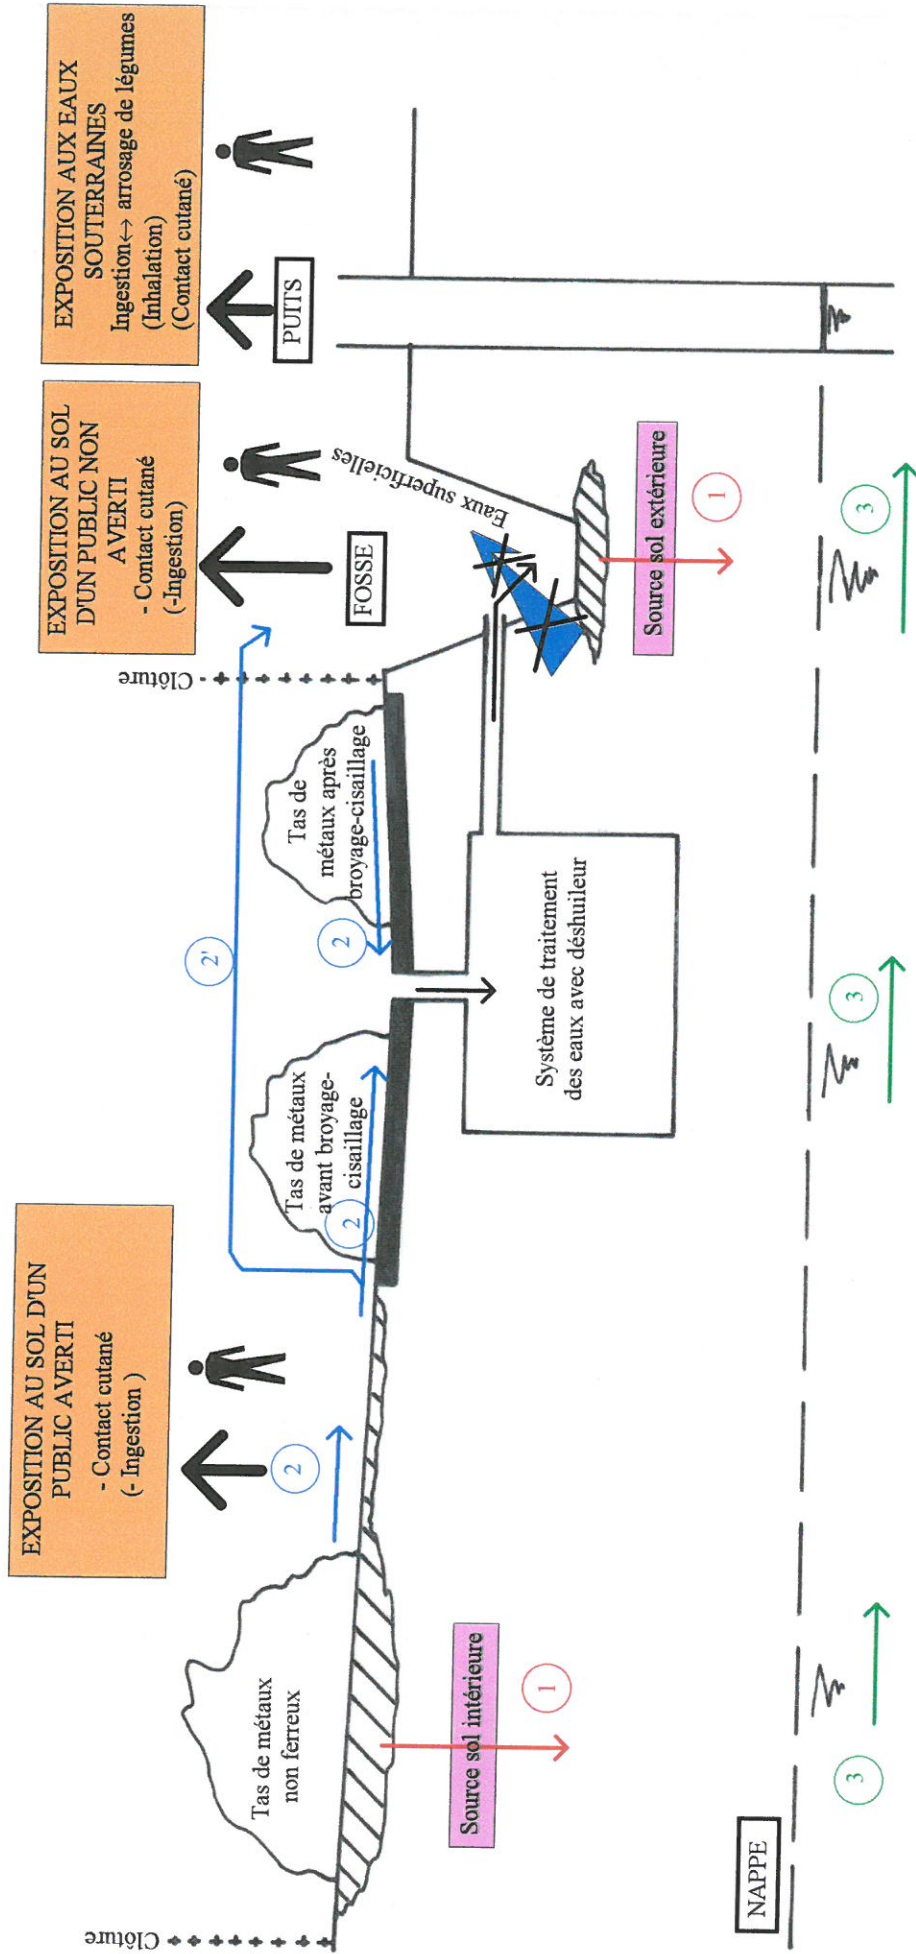 EXPOSITION AU SOL D'UN
PUBLIC AVERTI
- Contact cutané
(- Ingestion )
EXPOSITION AU SOL
D'UN PUBLIC NON
AVERTI
- Contact cutané
(-Ingestion)
EXPOSITION AUX EAUX
SOUTERRAINES
Ingestion↔ arrosage de légumes
(Inhalation)
(Contact cutané)
Clôture
Tas de métaux
non ferreux
2
2'
Tas de métaux
avant broyage-
cisaillage
2
2
Tas de
métaux après
broyage-cisaillage
Clôture
FOSSE
PUITS
Eaux superficielles
Source sol intérieure
1
Système de traitement
des eaux avec déshuileur
Source sol extérieure
1
NAPPE
3
3
3